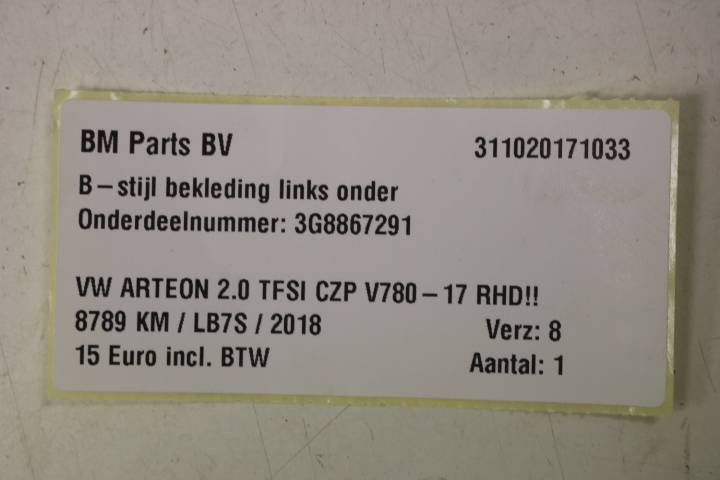 BM Parts BV 311020171033
B-stijl bekleding links onder
Onderdeelnummer: 3G8867291
VW ARTEON 2.0 TFSI CZP V780-17 RHD!!
8789 KM / LB7S / 2018 Verz: 8
15 Euro incl. BTW Aantal: 1